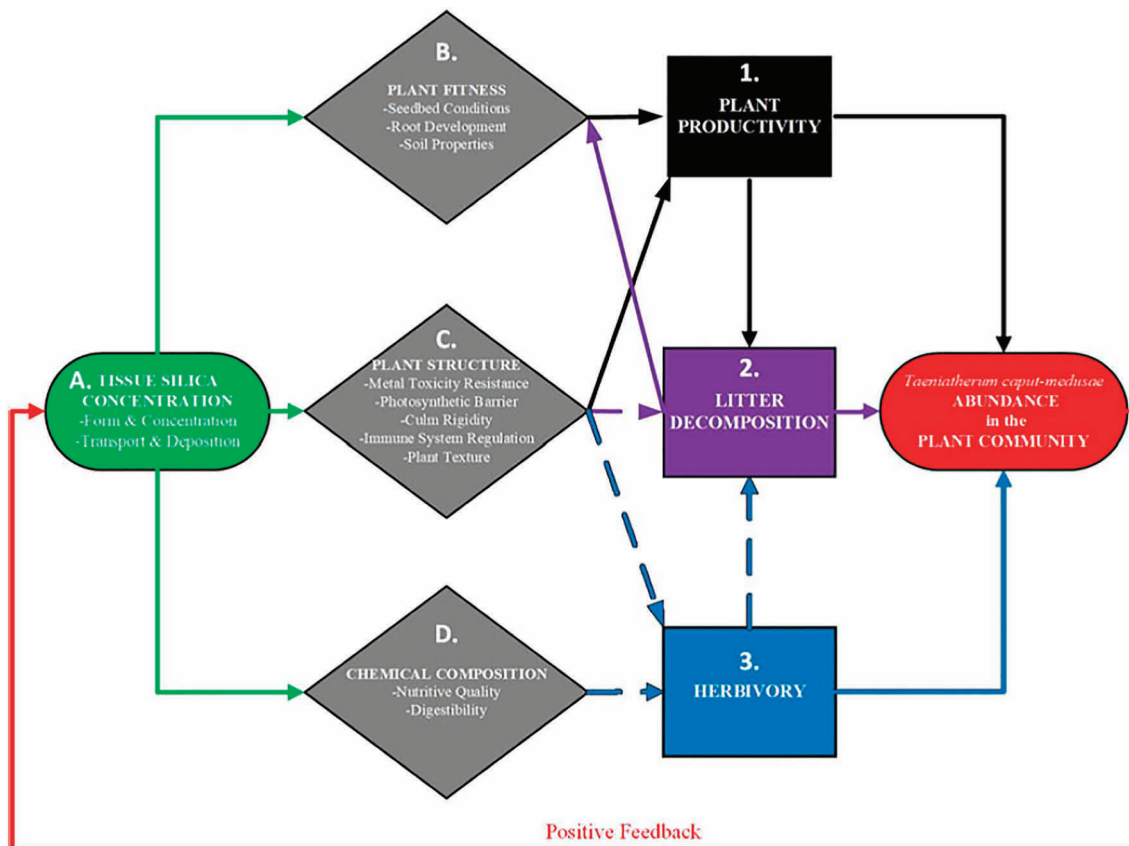 B.
PLANT FITNESS
-Seedbed Conditions
-Root Development
-Soil Properties
1.
PLANT
PRODUCTIVITY
A. TISSUE SILICA
CONCENTRATION
-Form & Concentration
-Transport & Deposition
C.
PLANT STRUCTURE
-Metal Toxicity Resistance
-Photosynthetic Barrier
-Culm Rigidity
-Immune System Regulation
-Plant Texture
2.
LITTER
DECOMPOSITION
Taeniatherum caput-medusae
ABUNDANCE
in the
PLANT COMMUNITY
D.
CHEMICAL COMPOSITION
-Nutritive Quality
-Digestibility
3.
HERBIVORY
Positive Feedback